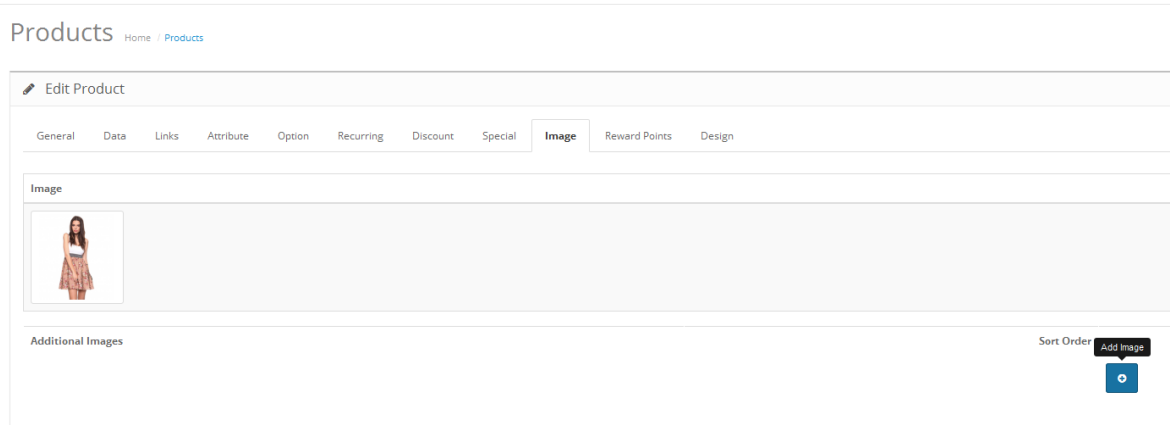 Products Home / Products
Edit Product
General Data Links Attribute Option Recurring Discount Special Image Reward Points Design
Image
Additional Images Sort Order
Add Image